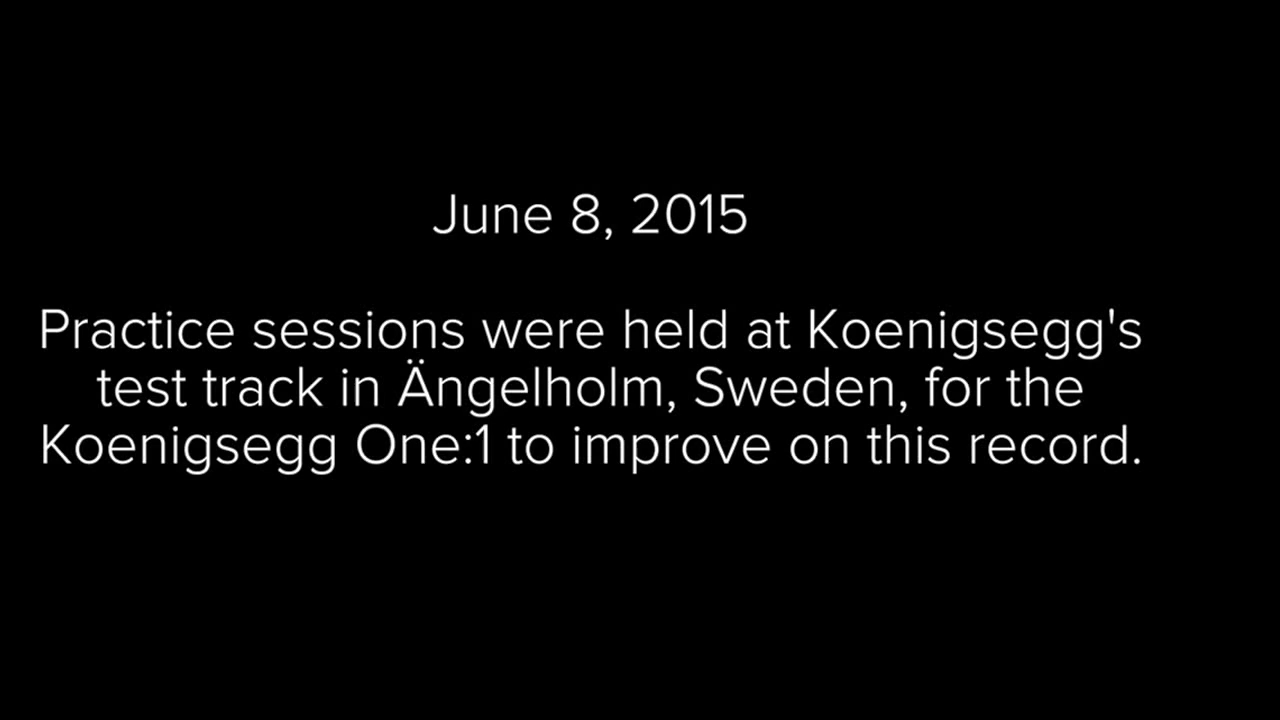 June 8, 2015
Practice sessions were held at Koenigsegg's
test track in Ängelholm, Sweden, for the
Koenigsegg One:1 to improve on this record.